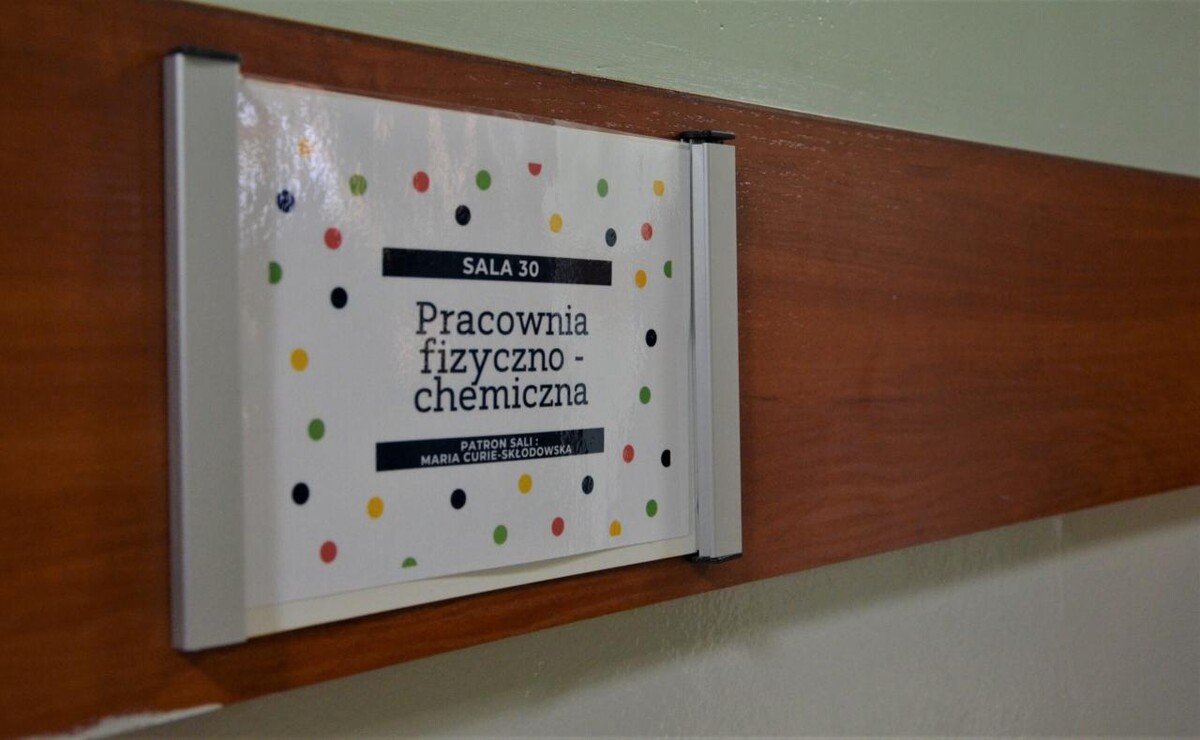 SALA 30
Pracownia
fizyczno -
chemiczna
PATRON SALI :
MARIA CURIE-SKŁODOWSKA